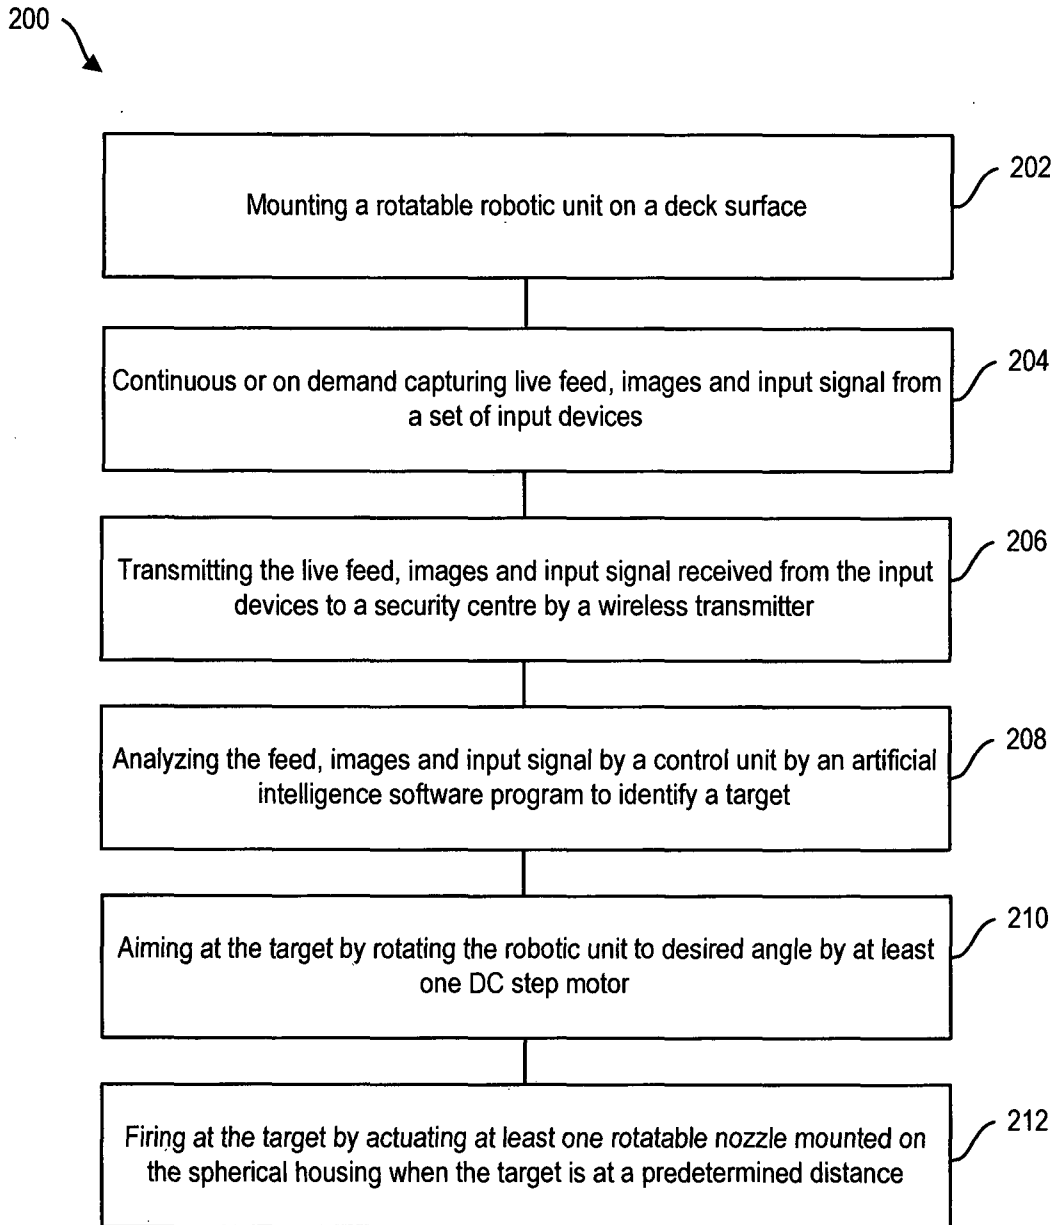 200
Mounting a rotatable robotic unit on a deck surface
202
Continuous or on demand capturing live feed, images and input signal from
a set of input devices
204
Transmitting the live feed, images and input signal received from the input
devices to a security centre by a wireless transmitter
206
Analyzing the feed, images and input signal by a control unit by an artificial
intelligence software program to identify a target
208
Aiming at the target by rotating the robotic unit to desired angle by at least
one DC step motor
210
Firing at the target by actuating at least one rotatable nozzle mounted on
the spherical housing when the target is at a predetermined distance
212